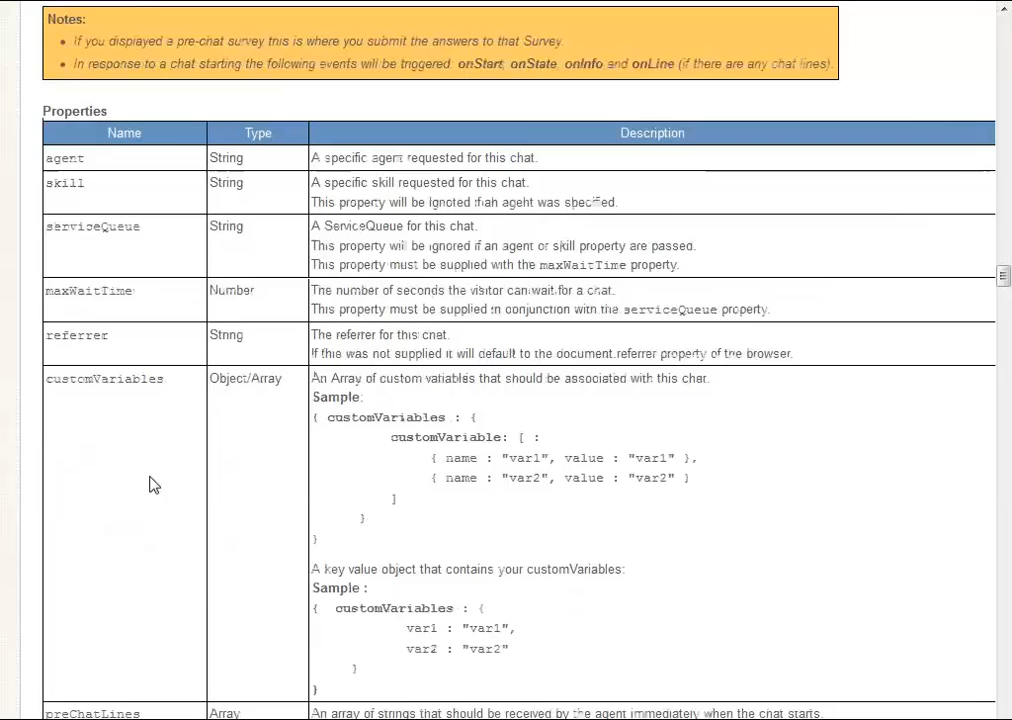 Notes:
If you displayed a pre-chat survey this is where you submit the answers to that Survey.
In response to a chat starting the following events will be triggered: onStart, onState, onInfo and onLine (if there are any chat lines).
Properties
Name Type Description
agent String A specific agent requested for this chat.
skill String A specific skill requested for this chat.
This property will be ignored if an agent was specified.
serviceQueue String A ServiceQueue for this chat.
This property will be ignored if an agent or skill property are passed.
This property must be supplied with the maxWaitTime property.
maxWaitTime Number The number of seconds the visitor can wait for a chat.
This property must be supplied in conjunction with the serviceQueue property.
referrer String The referrer for this chat.
If this was not supplied it will default to the document.referrer property of the browser.
customVariables Object/Array An Array of custom variables that should be associated with this chat.
Sample:
{ customVariables : {
customVariable: [ :
{ name : "var1", value : "var1" },
{ name : "var2", value : "var2" }
]
}
}
A key value object that contains your customVariables:
Sample :
{ customVariables : {
var1 : "var1",
var2 : "var2"
}
}
preChatLines Array An array of strings that should be received by the agent immediately when the chat starts.